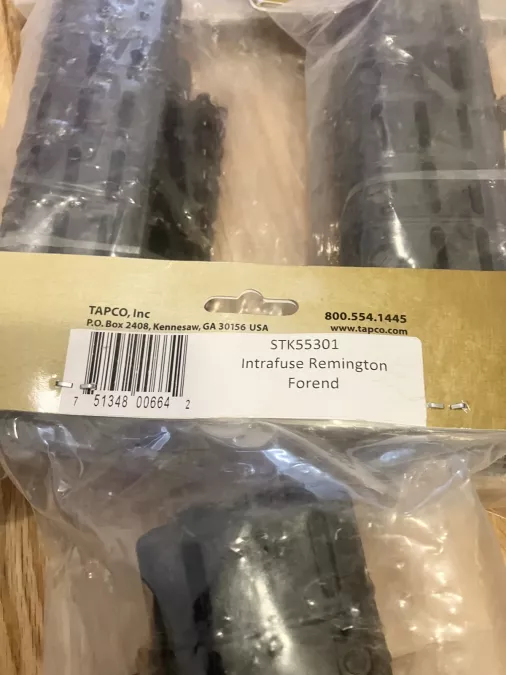 TAPCO, Inc
P.O. Box 2408, Kennesaw, GA 30156 USA
800.554.1445
www.tapco.com
STK55301
Intrafuse Remington
Forend
7 51348 00664 2